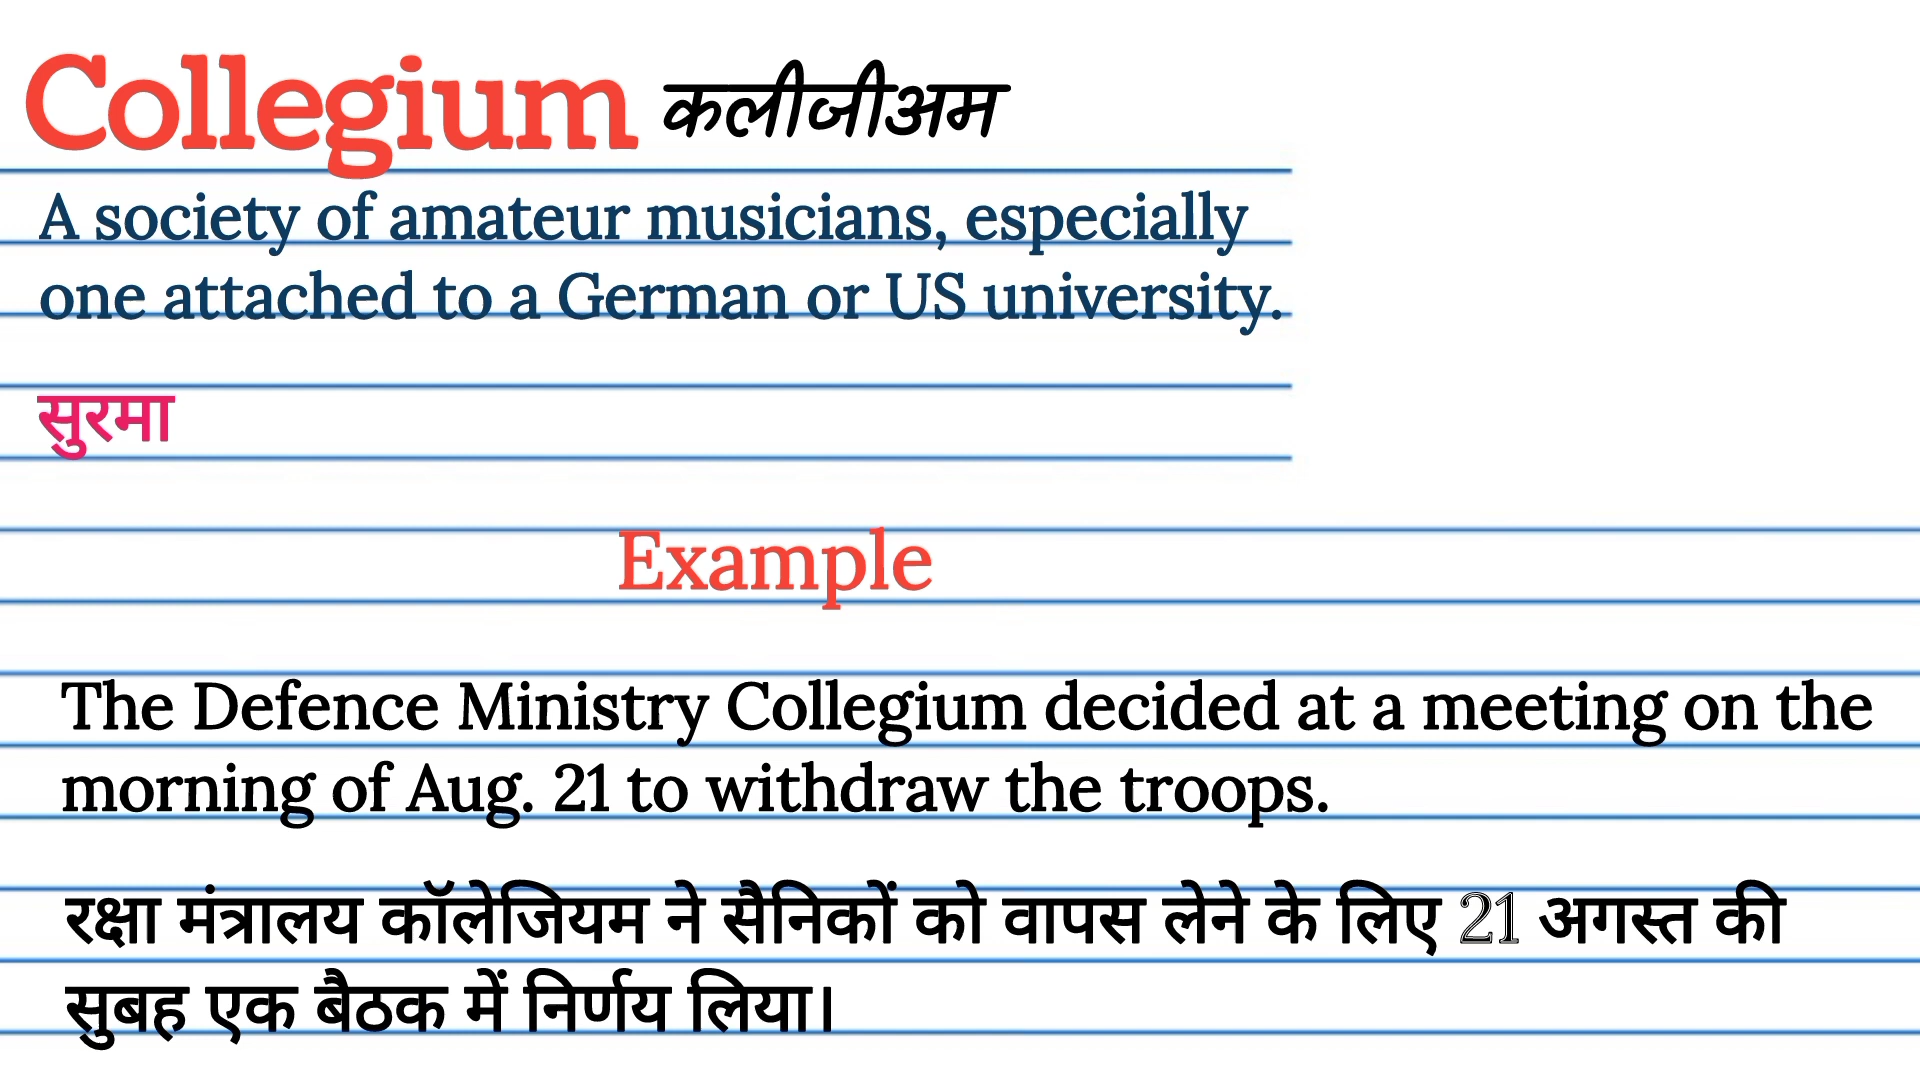 Collegium कलीजीअम
A society of amateur musicians, especially
one attached to a German or US university.
सुरमा
Example
The Defence Ministry Collegium decided at a meeting on the
morning of Aug. 21 to withdraw the troops.
रक्षा मंत्रालय कॉलेजियम ने सैनिकों को वापस लेने के लिए 21 अगस्त की
सुबह एक बैठक में निर्णय लिया।